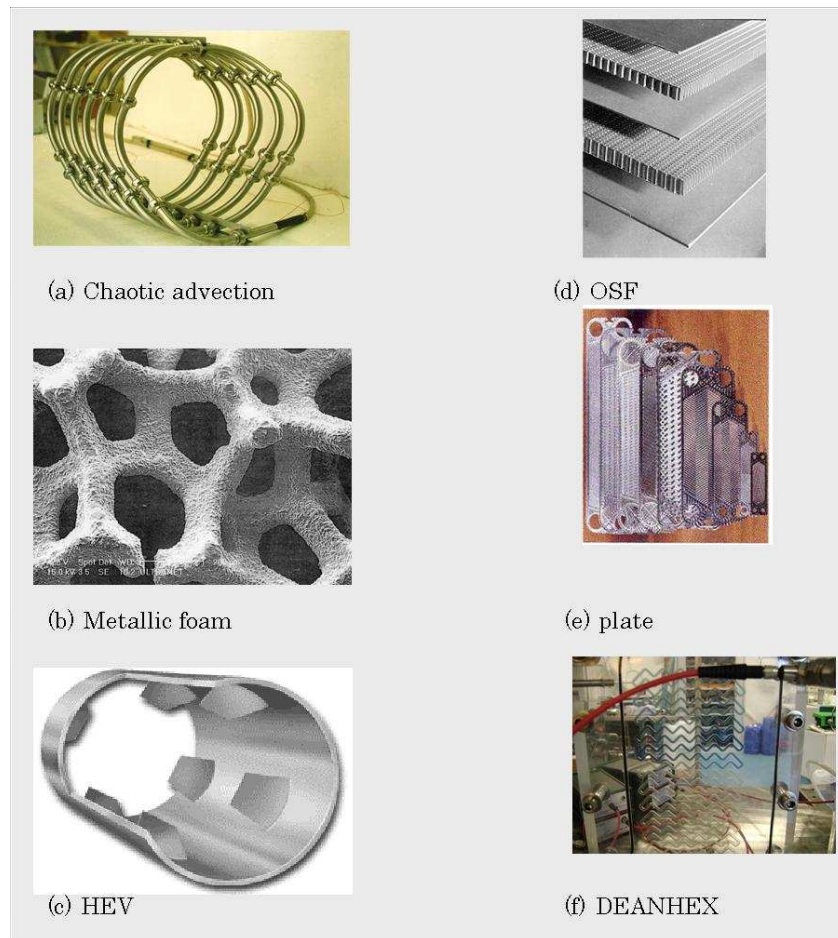 (a) Chaotic advection
(d) OSF
(b) Metallic foam
(e) plate
(c) HEV
(f) DEANHEX